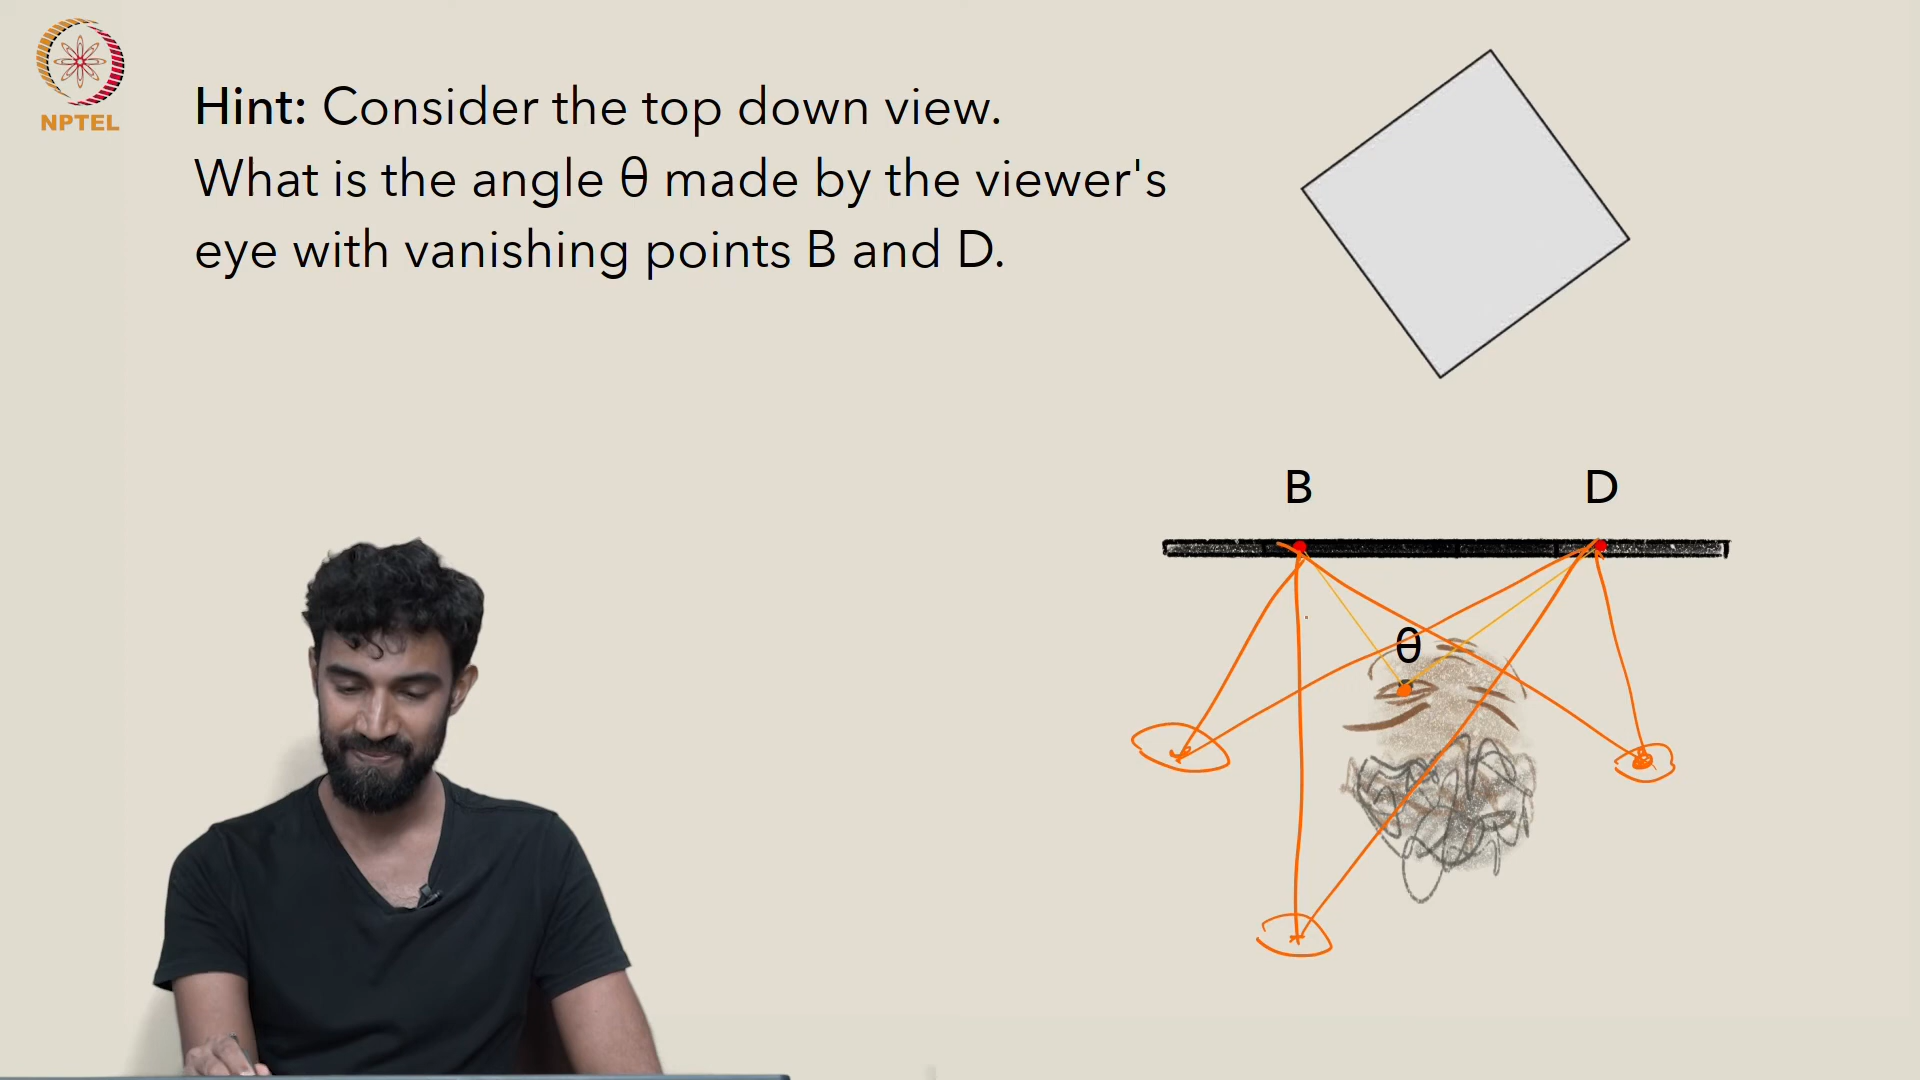 NPTEL
Hint: Consider the top down view.
What is the angle θ made by the viewer's
eye with vanishing points B and D.
B
D
θ